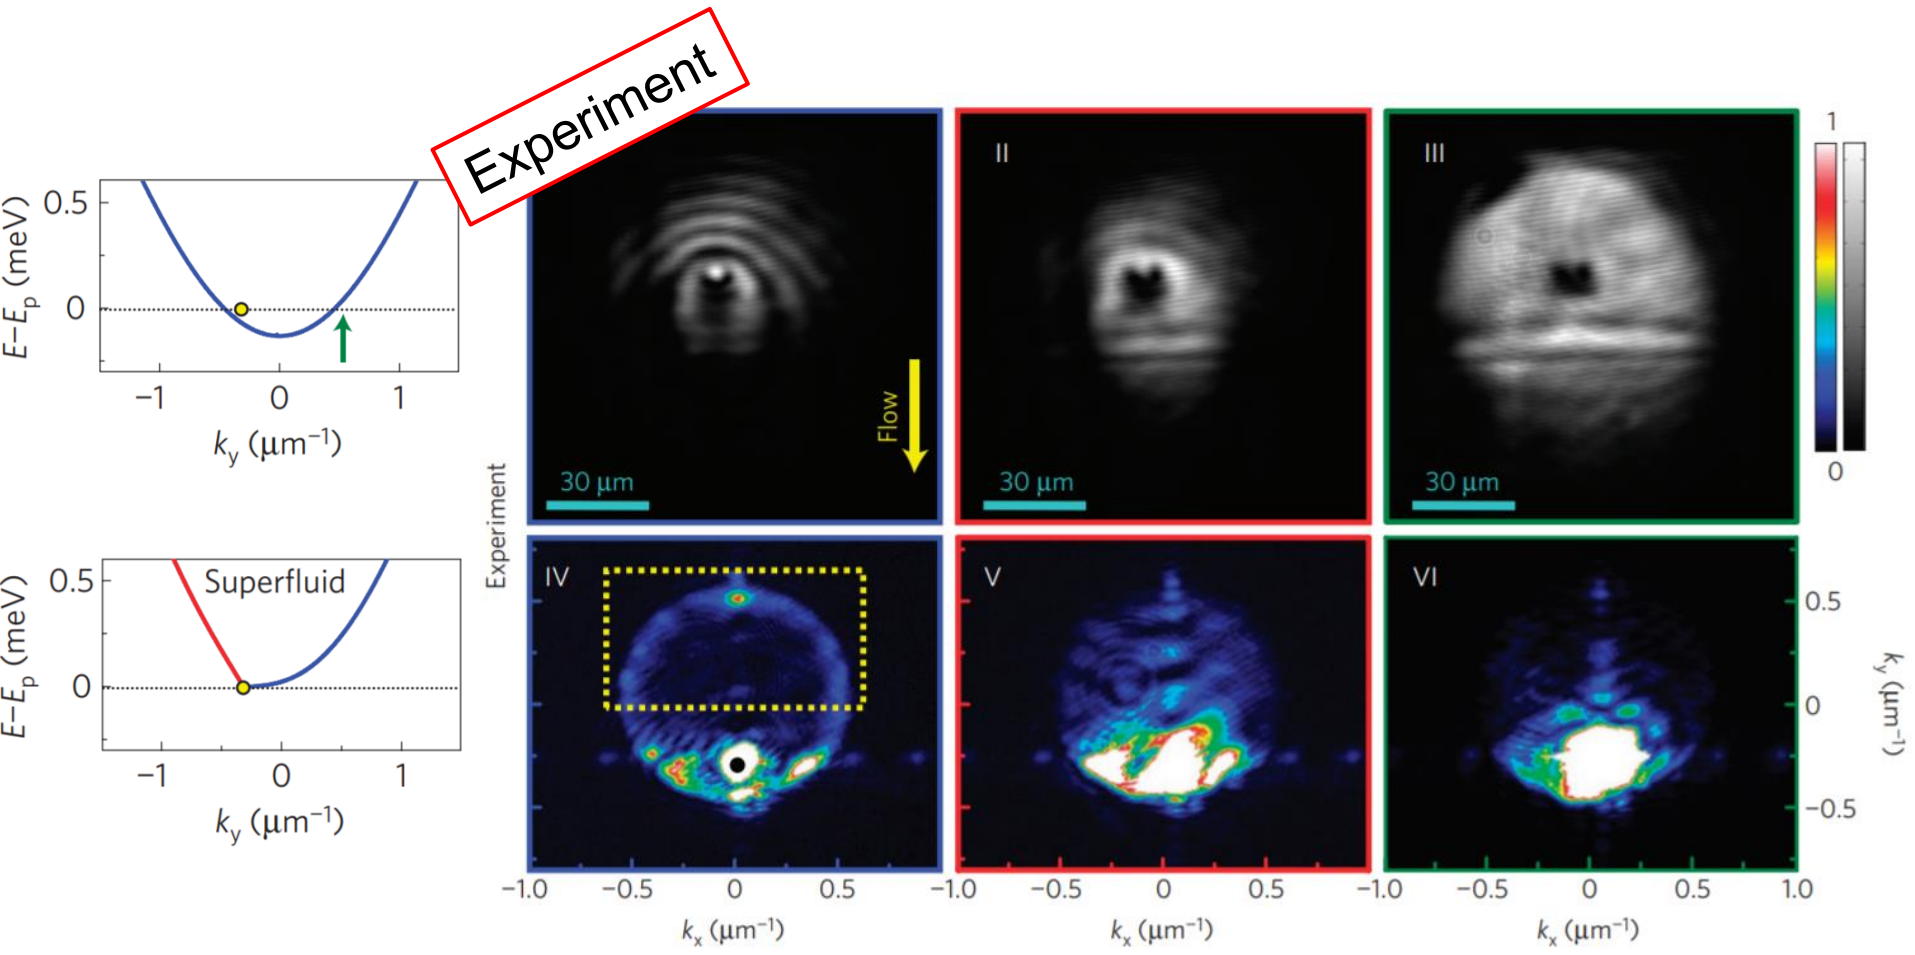 Experiment
0.5
0
E−Eₚ (meV)
−1
0
1
k_y (μm⁻¹)
Superfluid
0.5
0
E−Eₚ (meV)
−1
0
1
k_y (μm⁻¹)
Experiment
Flow
30 μm
II
30 μm
III
30 μm
1
0
IV
V
VI
0.5
0
−0.5
k_y (μm⁻¹)
−1.0
−0.5
0
0.5
−1.0
−0.5
0
0.5
−1.0
−0.5
0
0.5
1.0
kₓ (μm⁻¹)
kₓ (μm⁻¹)
kₓ (μm⁻¹)